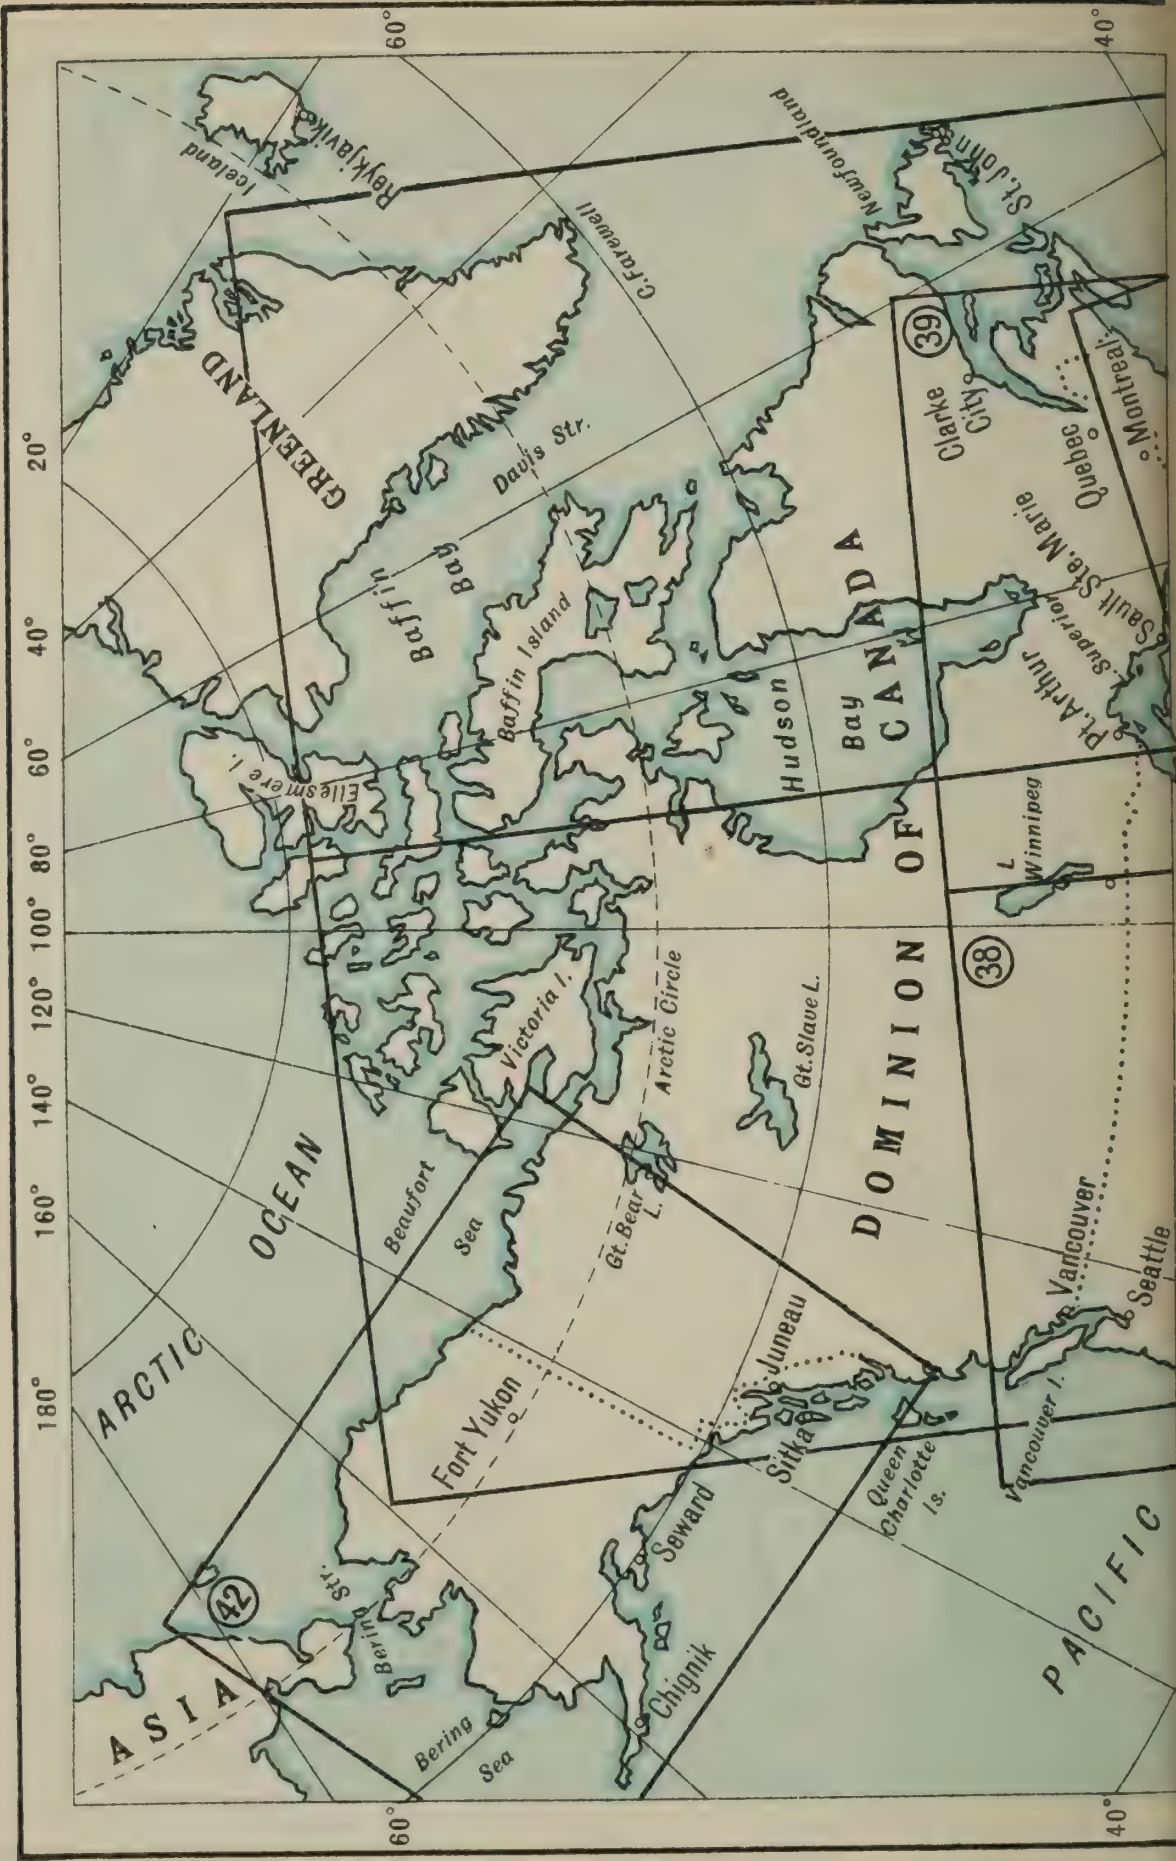 180°
160°
140°
120°
100°
80°
60°
40°
20°
60°
60°
40°
40°
ARCTIC
OCEAN
ASIA
42
Bering
Str.
Bering
Sea
Beaufort
Sea
Fort Yukon
Chignik
Seward
Sitka
Juneau
Queen
Charlotte
Is.
Vancouver I.
Vancouver
Seattle
PACIFIC
Victoria I.
Gt. Bear
L.
Arctic Circle
Gt. Slave L.
Ellesmere I.
Baffin Island
Baffin
Bay
Davis Str.
GREENLAND
Iceland
Reykjavike
C. Farewell
Hudson
Bay
DOMINION OF CANADA
38
L
Winnipeg
Pt. Arthur
L. Superior
Sault Ste. Marie
39
Clarke
City
Quebec
Montreal
Newfoundland
St. Johns